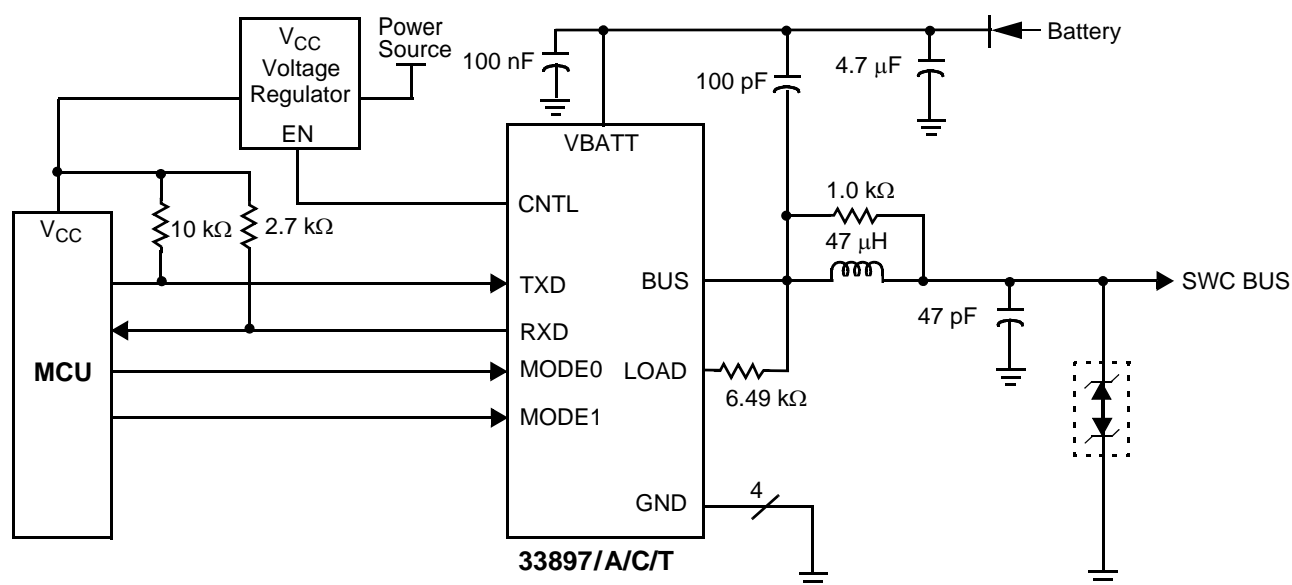 V_CC
Voltage
Regulator
EN
Power
Source
100 nF
100 pF
4.7 μF
Battery
VBATT
CNTL
1.0 kΩ
47 μH
V_CC
10 kΩ
2.7 kΩ
TXD
BUS
SWC BUS
47 pF
RXD
MCU
MODE0
LOAD
6.49 kΩ
MODE1
GND
4
33897/A/C/T